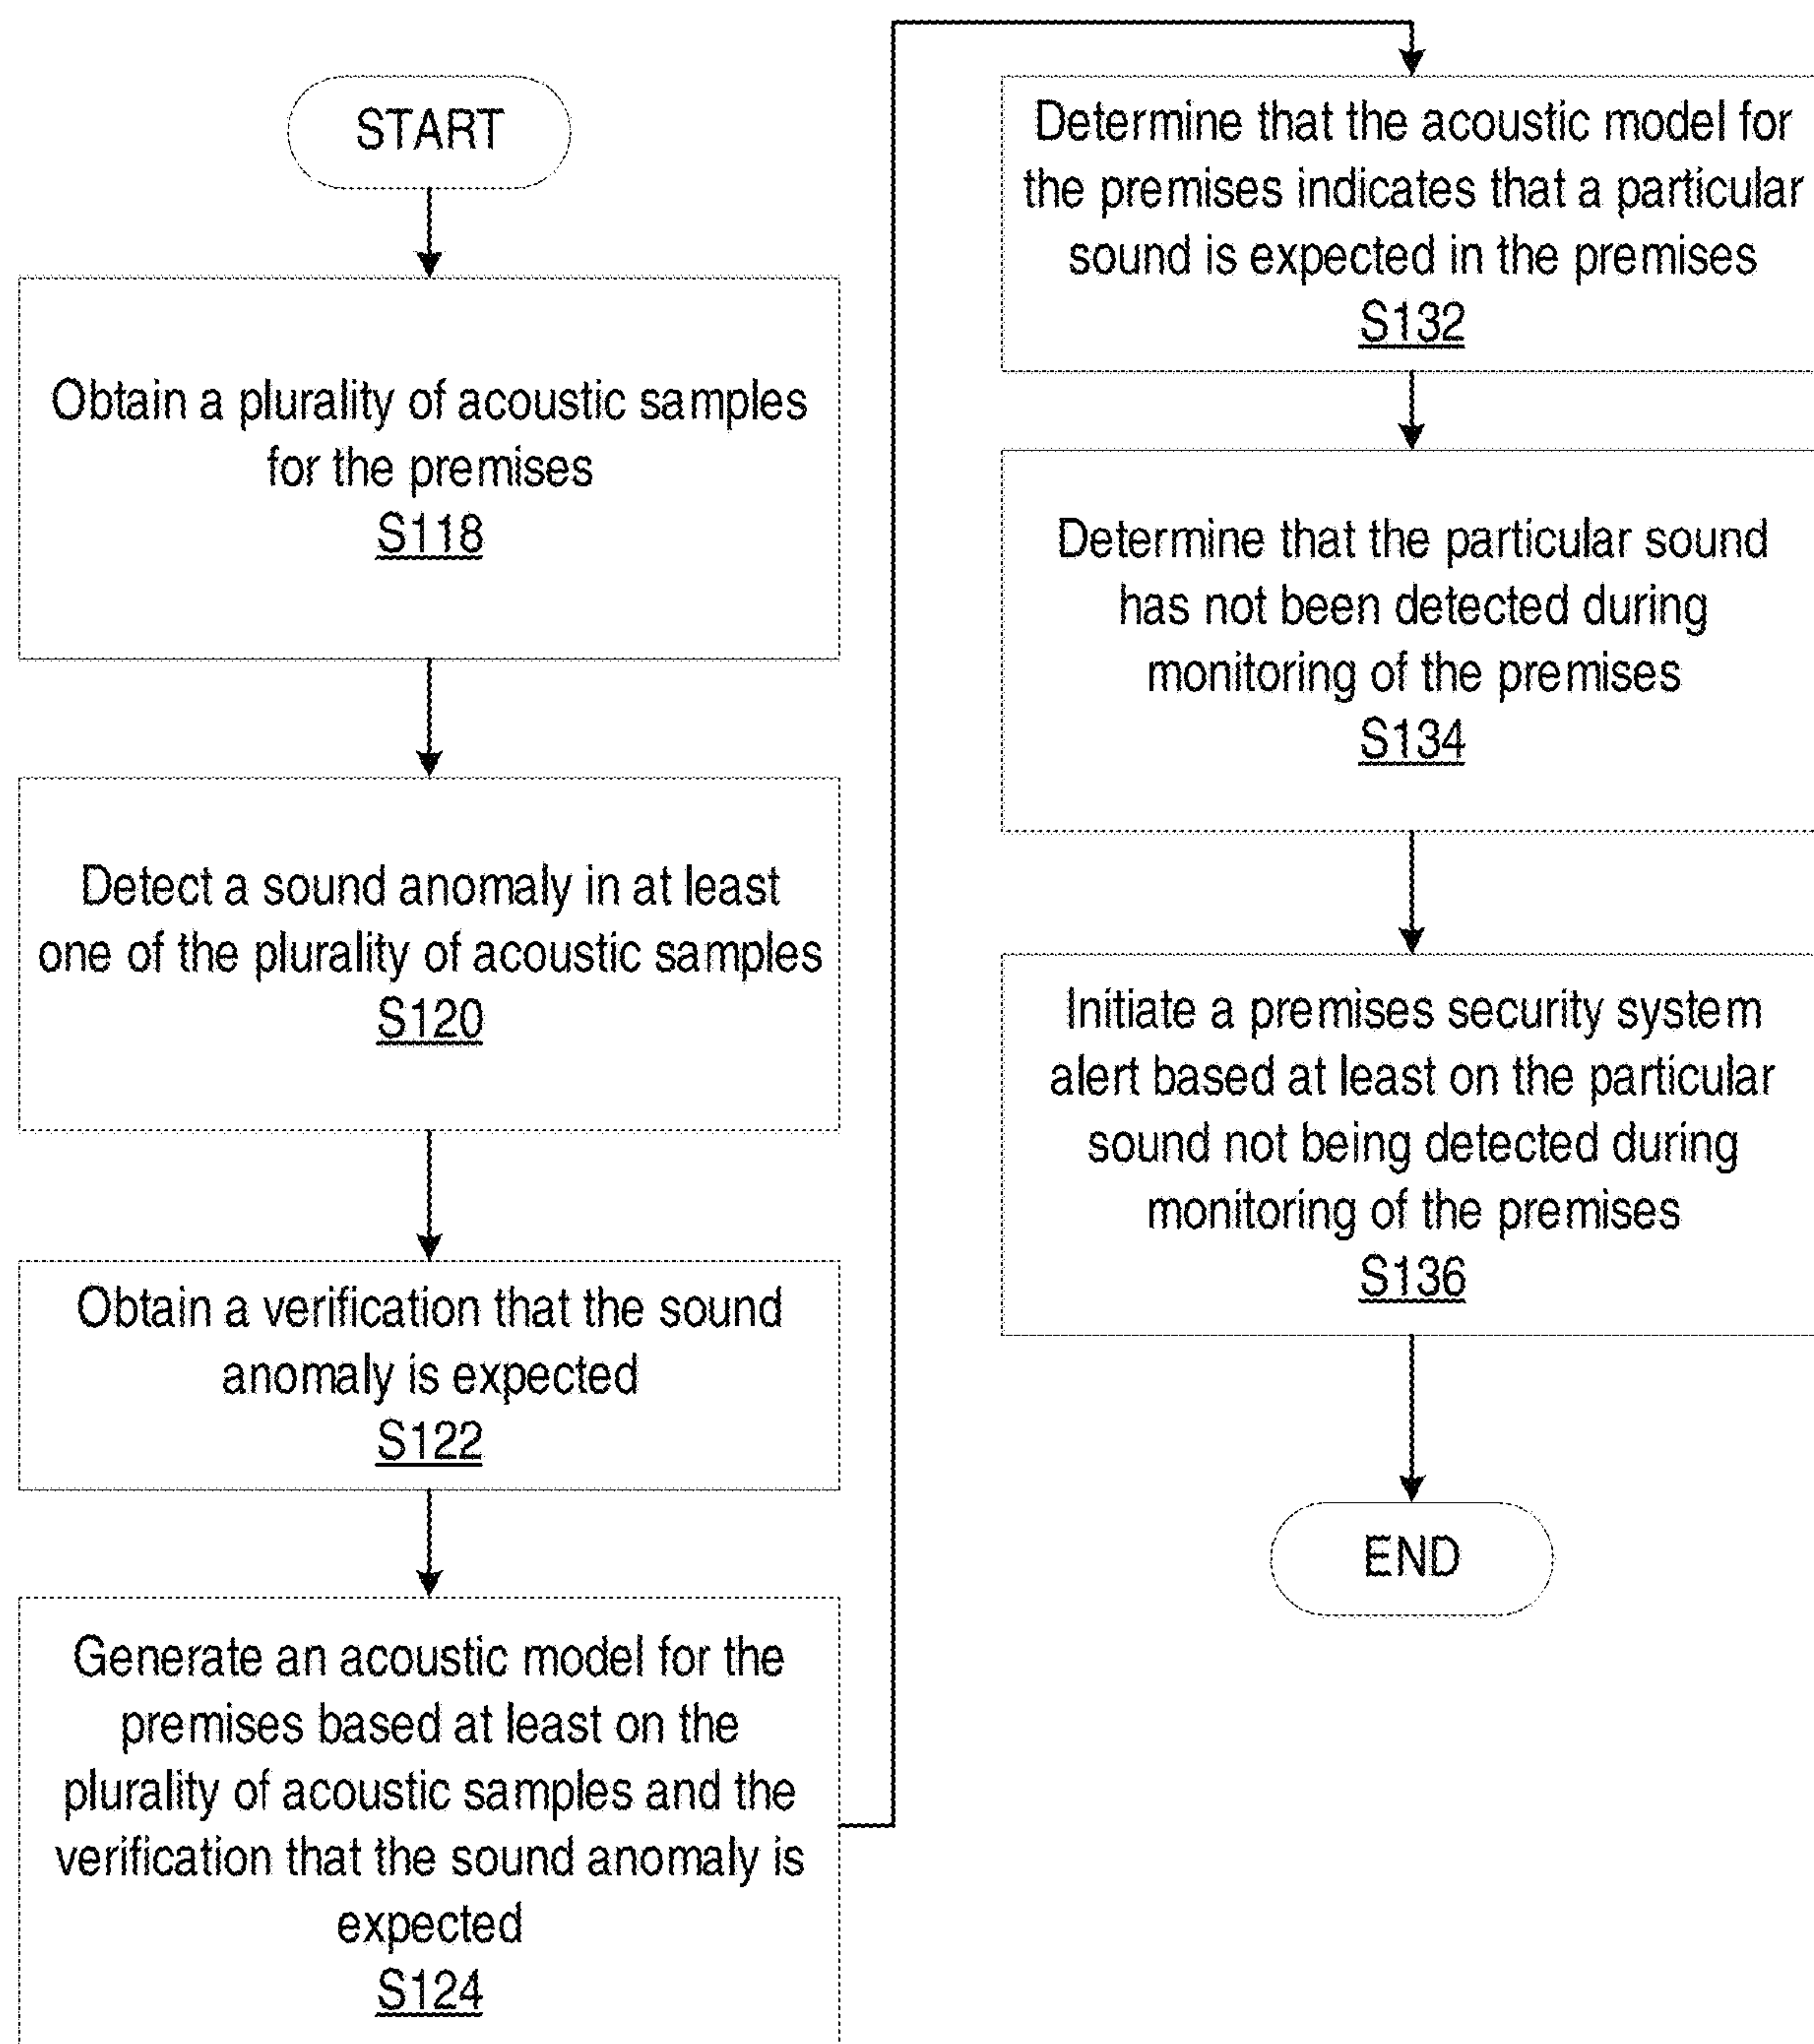 START
Obtain a plurality of acoustic samples
for the premises
S118
Detect a sound anomaly in at least
one of the plurality of acoustic samples
S120
Obtain a verification that the sound
anomaly is expected
S122
Generate an acoustic model for the
premises based at least on the
plurality of acoustic samples and the
verification that the sound anomaly is
expected
S124
Determine that the acoustic model for
the premises indicates that a particular
sound is expected in the premises
S132
Determine that the particular sound
has not been detected during
monitoring of the premises
S134
Initiate a premises security system
alert based at least on the particular
sound not being detected during
monitoring of the premises
S136
END